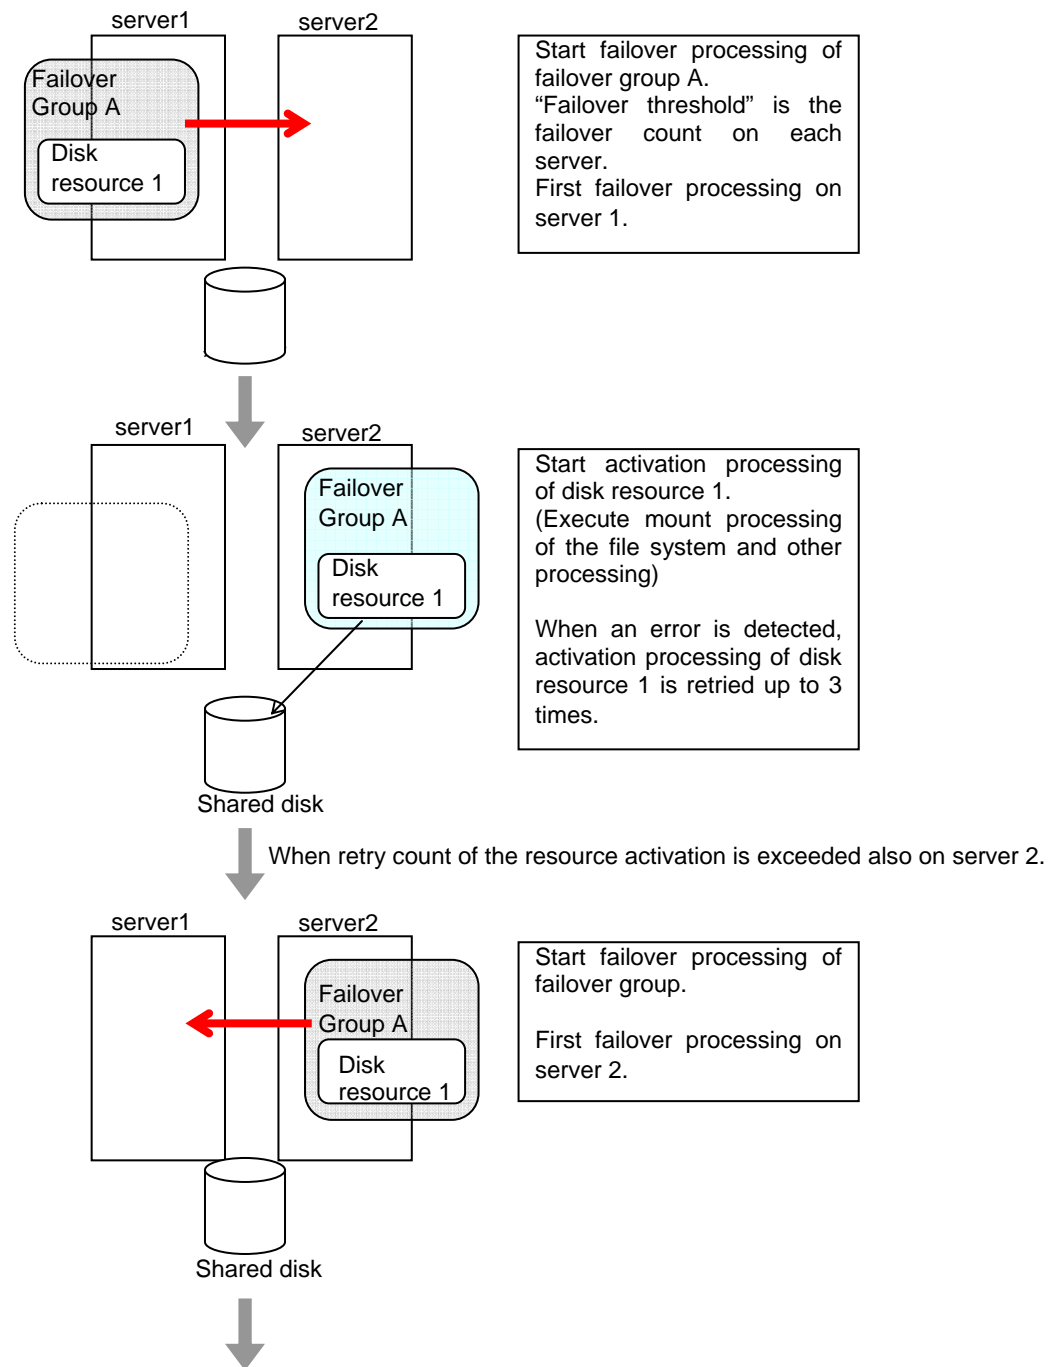 server1
server2
Failover
Group A
Disk
resource 1
Start failover processing of
failover group A.
“Failover threshold” is the
failover count on each
server.
First failover processing on
server 1.
server1
server2
Failover
Group A
Disk
resource 1
Start activation processing
of disk resource 1.
(Execute mount processing
of the file system and other
processing)
When an error is detected,
activation processing of disk
resource 1 is retried up to 3
times.
Shared disk
When retry count of the resource activation is exceeded also on server 2.
server1
server2
Failover
Group A
Disk
resource 1
Start failover processing of
failover group.
First failover processing on
server 2.
Shared disk